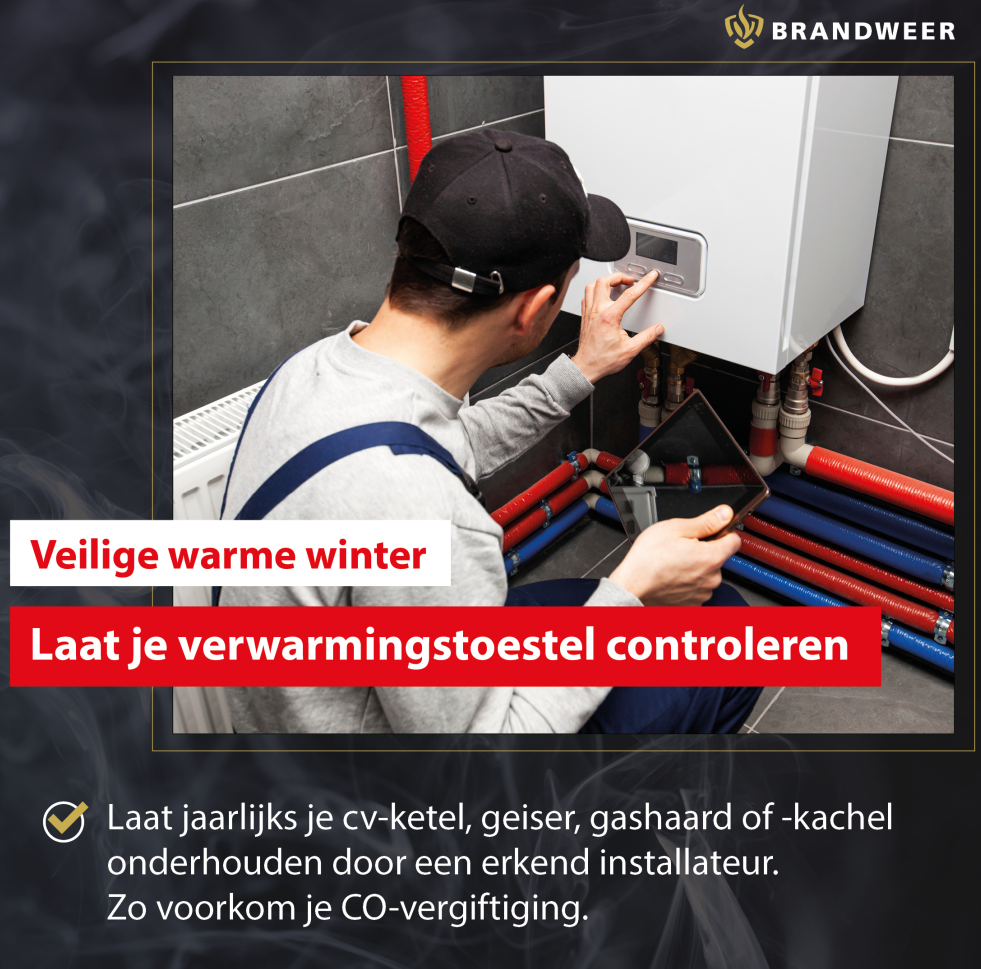 BRANDWEER
Veilige warme winter
Laat je verwarmingstoestel controleren
Laat jaarlijks je cv-ketel, geiser, gashaard of -kachel
onderhouden door een erkend installateur.
Zo voorkom je CO-vergiftiging.